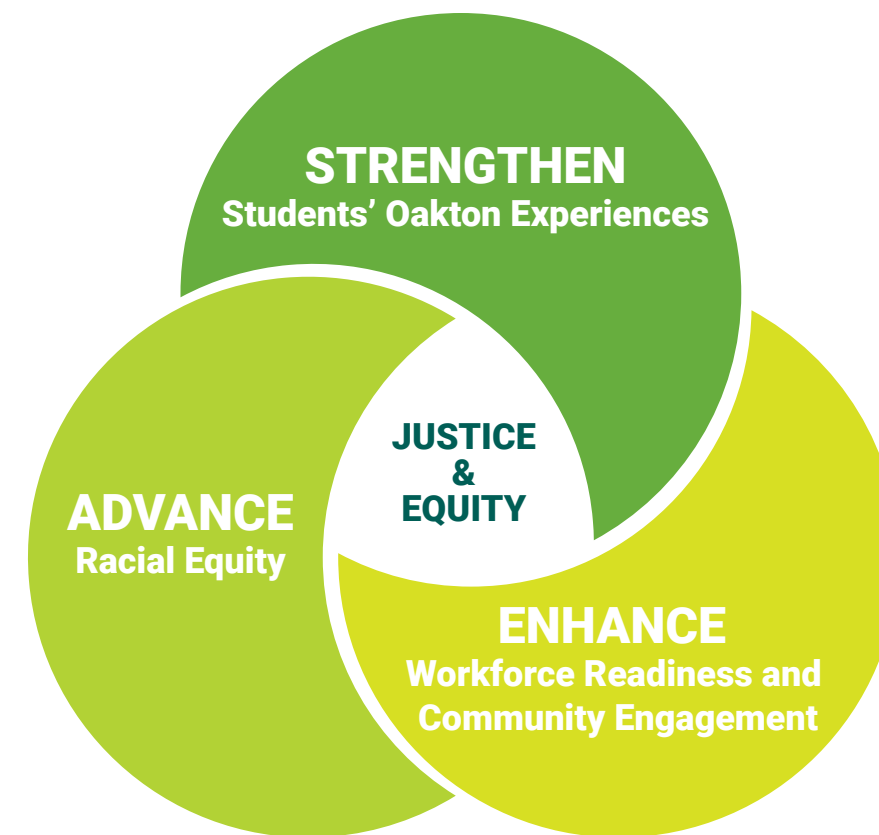 STRENGTHEN
Students’ Oakton Experiences
JUSTICE
&
EQUITY
ADVANCE
Racial Equity
ENHANCE
Workforce Readiness and
Community Engagement